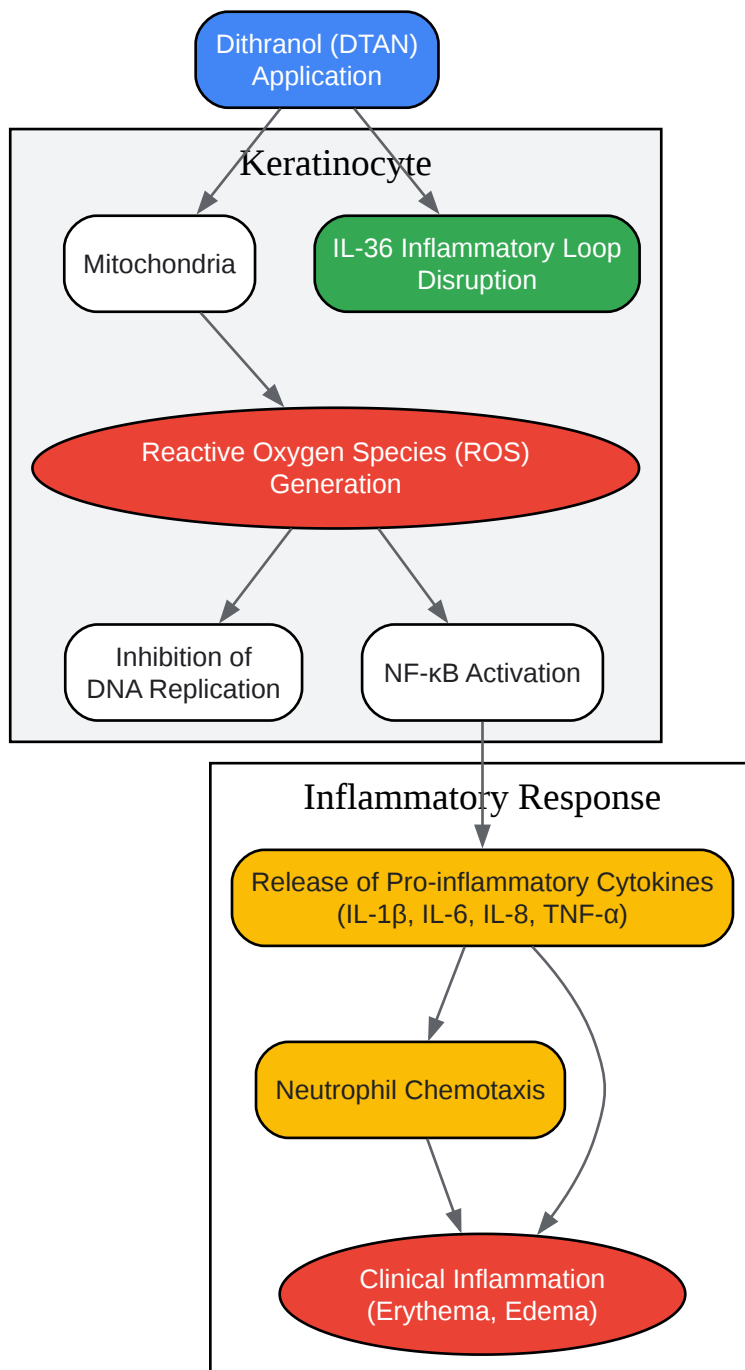 Dithranol (DTAN)
Application
Keratinocyte
Mitochondria
IL-36 Inflammatory Loop
Disruption
Reactive Oxygen Species (ROS)
Generation
Inhibition of
DNA Replication
NF-κB Activation
Inflammatory Response
Release of Pro-inflammatory Cytokines
(IL-1β, IL-6, IL-8, TNF-α)
Neutrophil Chemotaxis
Clinical Inflammation
(Erythema, Edema)